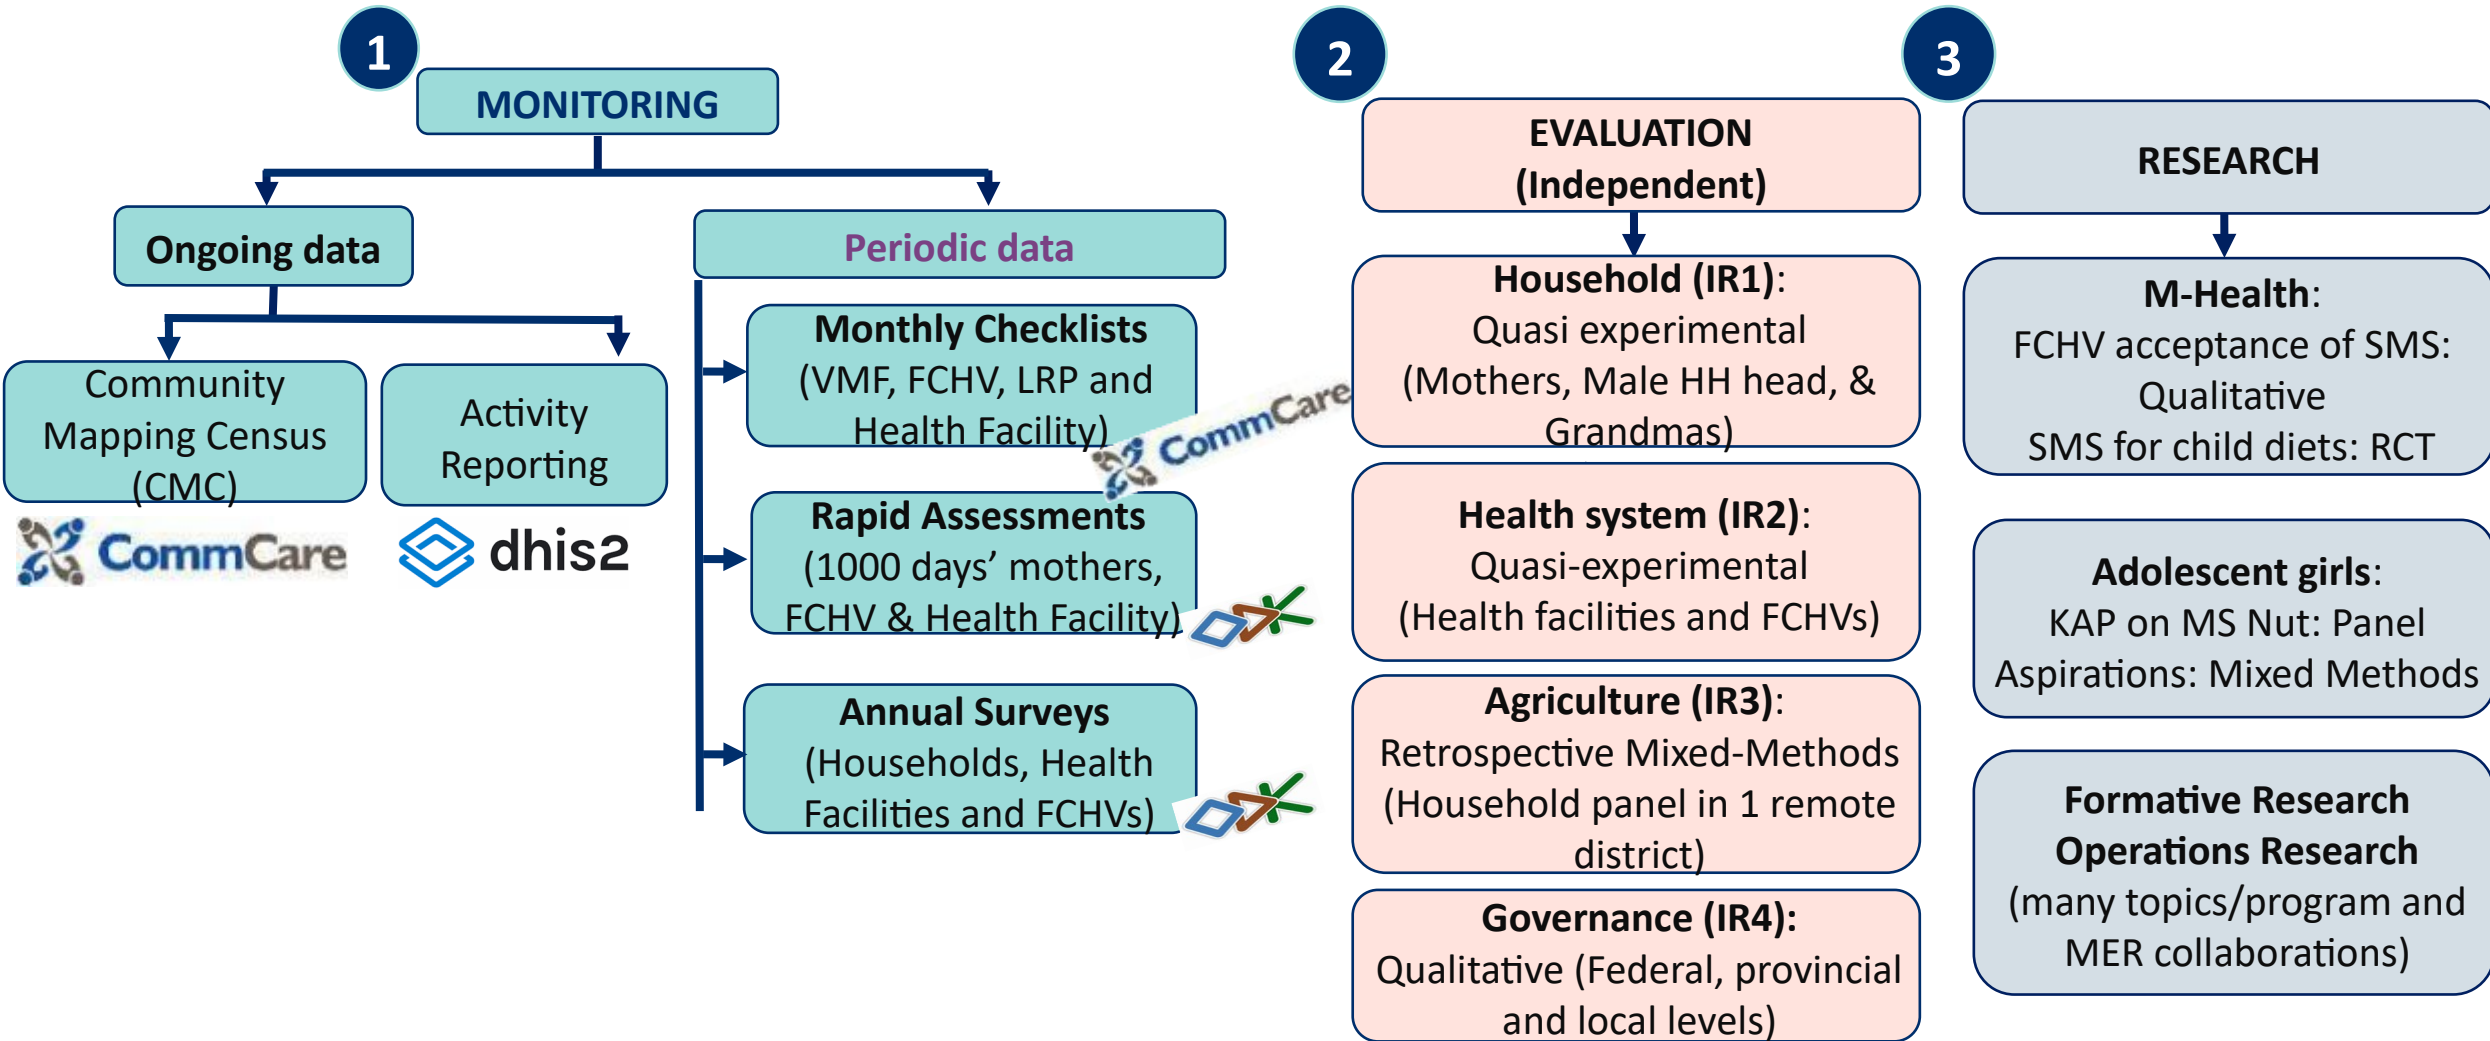 1
MONITORING
Ongoing data
Community
Mapping Census
(CMC)
CommCare
Activity
Reporting
dhis2
Periodic data
Monthly Checklists
(VMF, FCHV, LRP and
Health Facility)
CommCare
Rapid Assessments
(1000 days’ mothers,
FCHV & Health Facility)
Annual Surveys
(Households, Health
Facilities and FCHVs)
2
EVALUATION
(Independent)
Household (IR1):
Quasi experimental
(Mothers, Male HH head, &
Grandmas)
Health system (IR2):
Quasi-experimental
(Health facilities and FCHVs)
Agriculture (IR3):
Retrospective Mixed-Methods
(Household panel in 1 remote
district)
Governance (IR4):
Qualitative (Federal, provincial
and local levels)
3
RESEARCH
M-Health:
FCHV acceptance of SMS:
Qualitative
SMS for child diets: RCT
Adolescent girls:
KAP on MS Nut: Panel
Aspirations: Mixed Methods
Formative Research
Operations Research
(many topics/program and
MER collaborations)